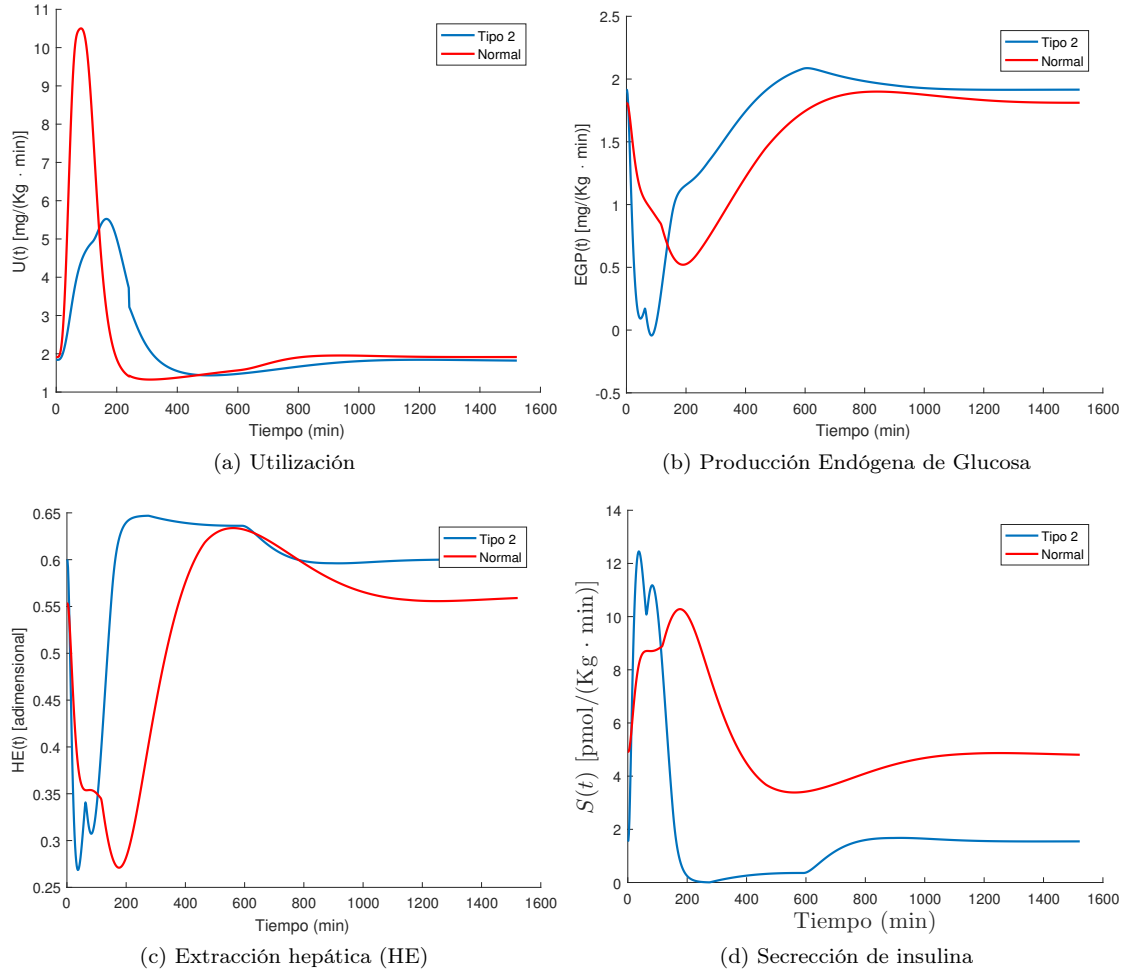 11
10
9
8
7
6
5
4
3
2
1
U(t) [mg/(Kg · min)]
Tipo 2
Normal
0 200 400 600 800 1000 1200 1400 1600
Tiempo (min)
(a) Utilización
2.5
2
1.5
1
0.5
0
-0.5
EGP(t) [mg/(Kg · min)]
Tipo 2
Normal
0 200 400 600 800 1000 1200 1400 1600
Tiempo (min)
(b) Producción Endógena de Glucosa
0.65
0.6
0.55
0.5
0.45
0.4
0.35
0.3
0.25
HE(t) [adimensional]
Tipo 2
Normal
0 200 400 600 800 1000 1200 1400 1600
Tiempo (min)
(c) Extracción hepática (HE)
14
12
10
8
6
4
2
0
S(t) [pmol/(Kg · min)]
Tipo 2
Normal
0 200 400 600 800 1000 1200 1400 1600
Tiempo (min)
(d) Secrección de insulina